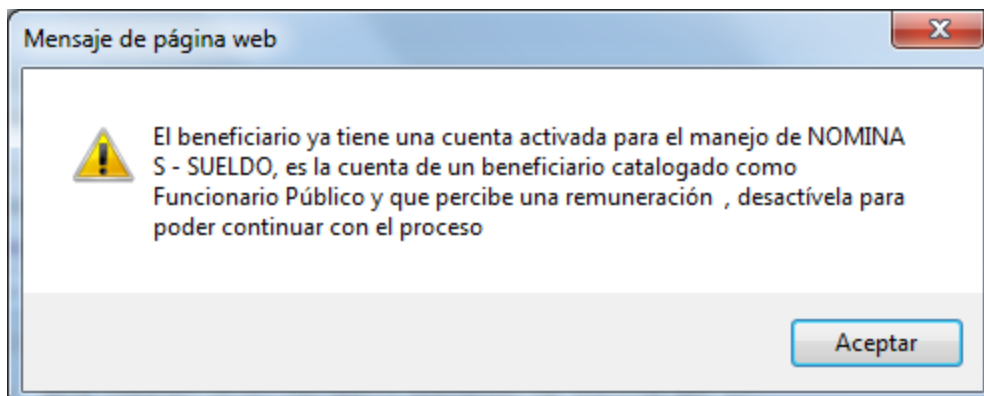 Mensaje de página web
El beneficiario ya tiene una cuenta activada para el manejo de NOMINA
S - SUELDO, es la cuenta de un beneficiario catalogado como
Funcionario Público y que percibe una remuneración , desactívela para
poder continuar con el proceso
Aceptar